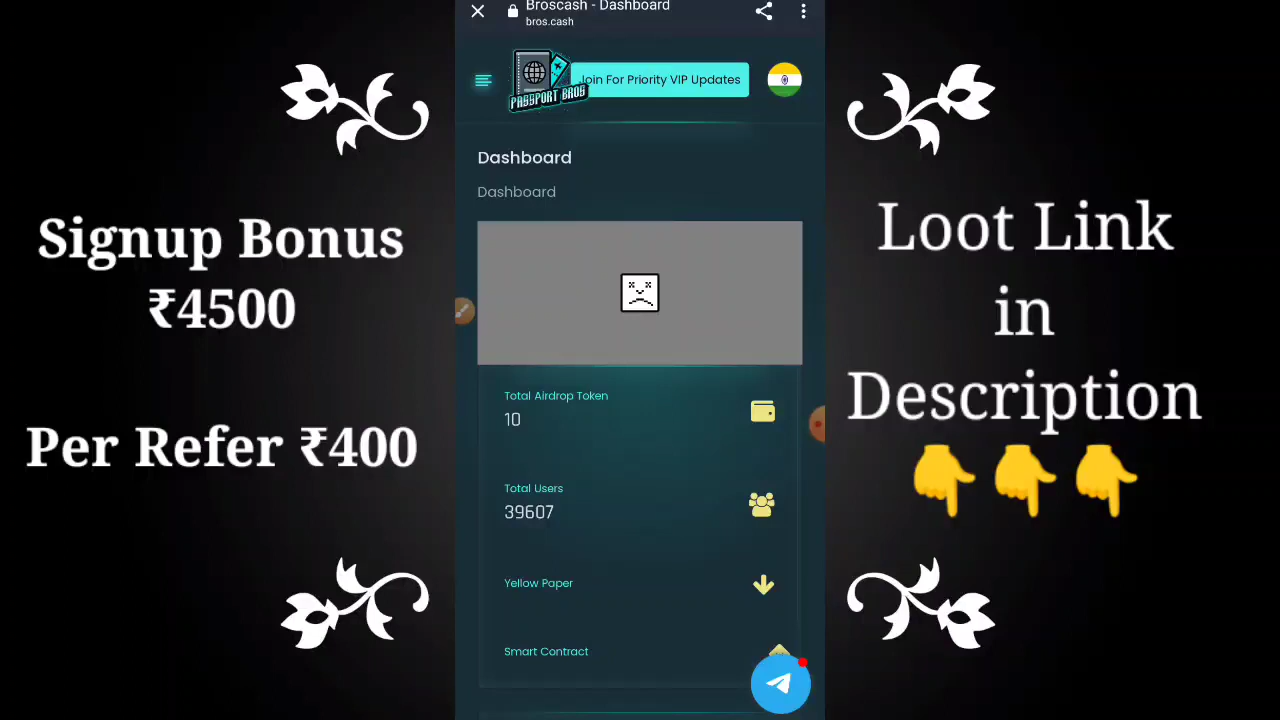 Broscash - Dashboard
bros.cash
PASSPORT BROS
Join For Priority VIP Updates
Dashboard
Dashboard
Total Airdrop Token
10
Total Users
39607
Yellow Paper
Smart Contract
Signup Bonus
₹4500
Per Refer ₹400
Loot Link
in
Description